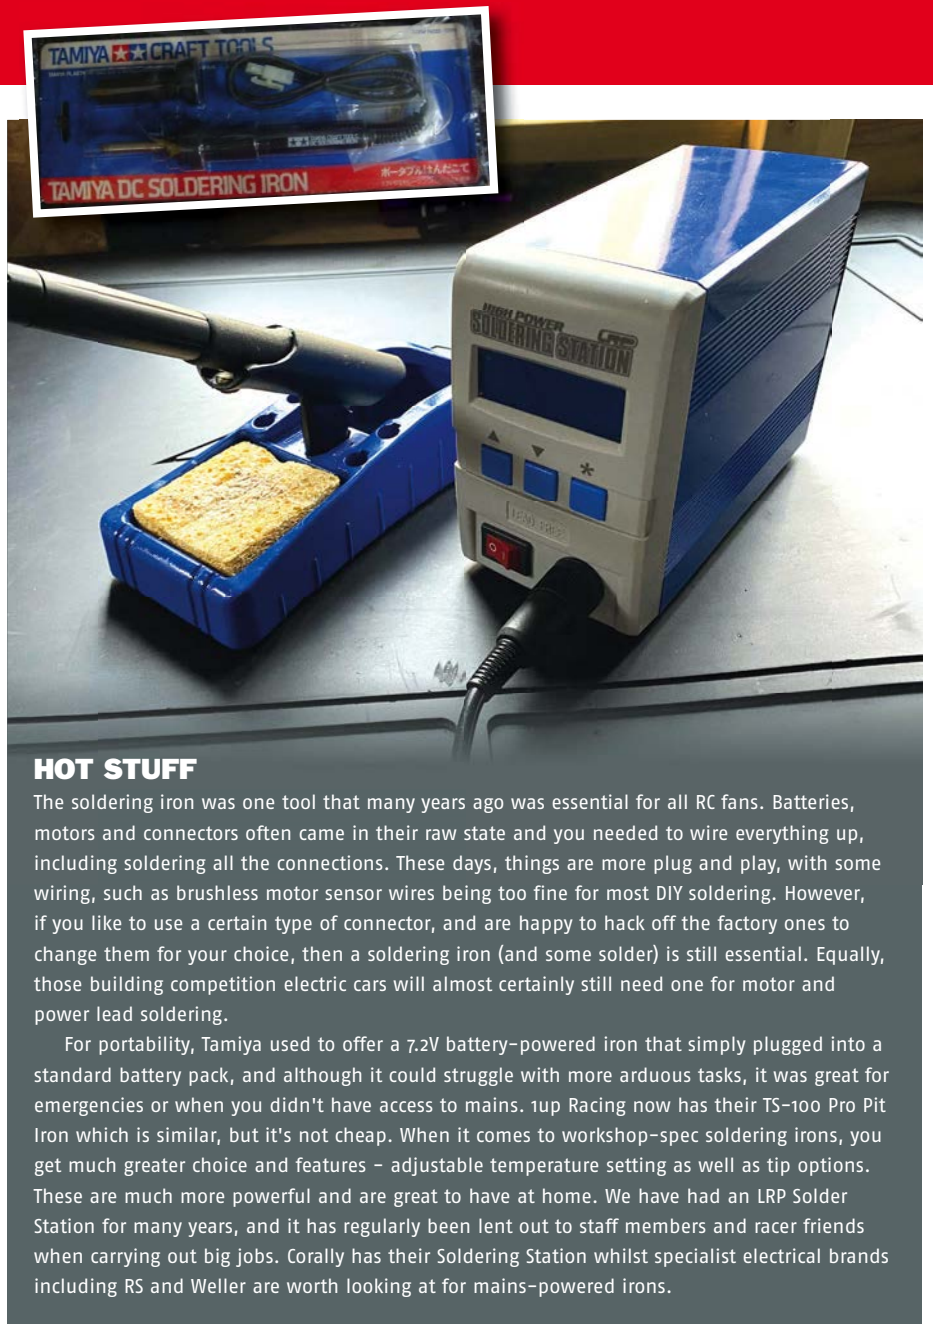 TAMIYA CRAFT TOOLS
TAMIYA DC SOLDERING IRON
ポータブルはんだこて
HIGH POWER
SOLDERING STATION
LRP
LEAD FREE
HOT STUFF
The soldering iron was one tool that many years ago was essential for all RC fans. Batteries,
motors and connectors often came in their raw state and you needed to wire everything up,
including soldering all the connections. These days, things are more plug and play, with some
wiring, such as brushless motor sensor wires being too fine for most DIY soldering. However,
if you like to use a certain type of connector, and are happy to hack off the factory ones to
change them for your choice, then a soldering iron (and some solder) is still essential. Equally,
those building competition electric cars will almost certainly still need one for motor and
power lead soldering.
For portability, Tamiya used to offer a 7.2V battery-powered iron that simply plugged into a
standard battery pack, and although it could struggle with more arduous tasks, it was great for
emergencies or when you didn't have access to mains. 1up Racing now has their TS-100 Pro Pit
Iron which is similar, but it's not cheap. When it comes to workshop-spec soldering irons, you
get much greater choice and features – adjustable temperature setting as well as tip options.
These are much more powerful and are great to have at home. We have had an LRP Solder
Station for many years, and it has regularly been lent out to staff members and racer friends
when carrying out big jobs. Corally has their Soldering Station whilst specialist electrical brands
including RS and Weller are worth looking at for mains-powered irons.